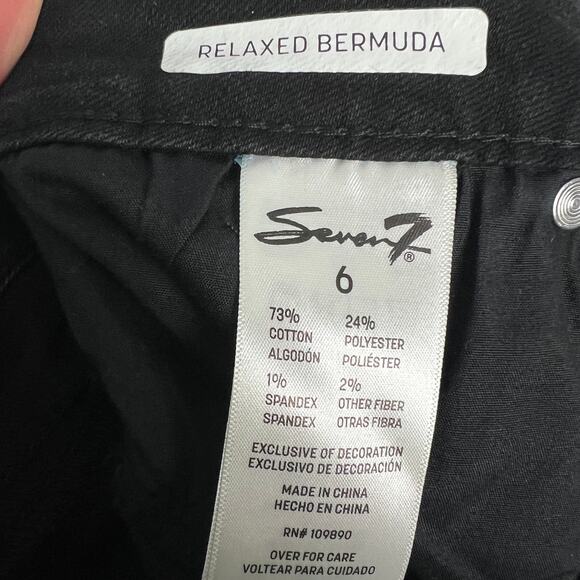 RELAXED BERMUDA
Seven7®
6
73% 24%
COTTON POLYESTER
ALGODÓN POLIÉSTER
1% 2%
SPANDEX OTHER FIBER
SPANDEX OTRAS FIBRA
EXCLUSIVE OF DECORATION
EXCLUSIVO DE DECORACIÓN
MADE IN CHINA
HECHO EN CHINA
RN# 109890
OVER FOR CARE
VOLTEAR PARA CUIDADO